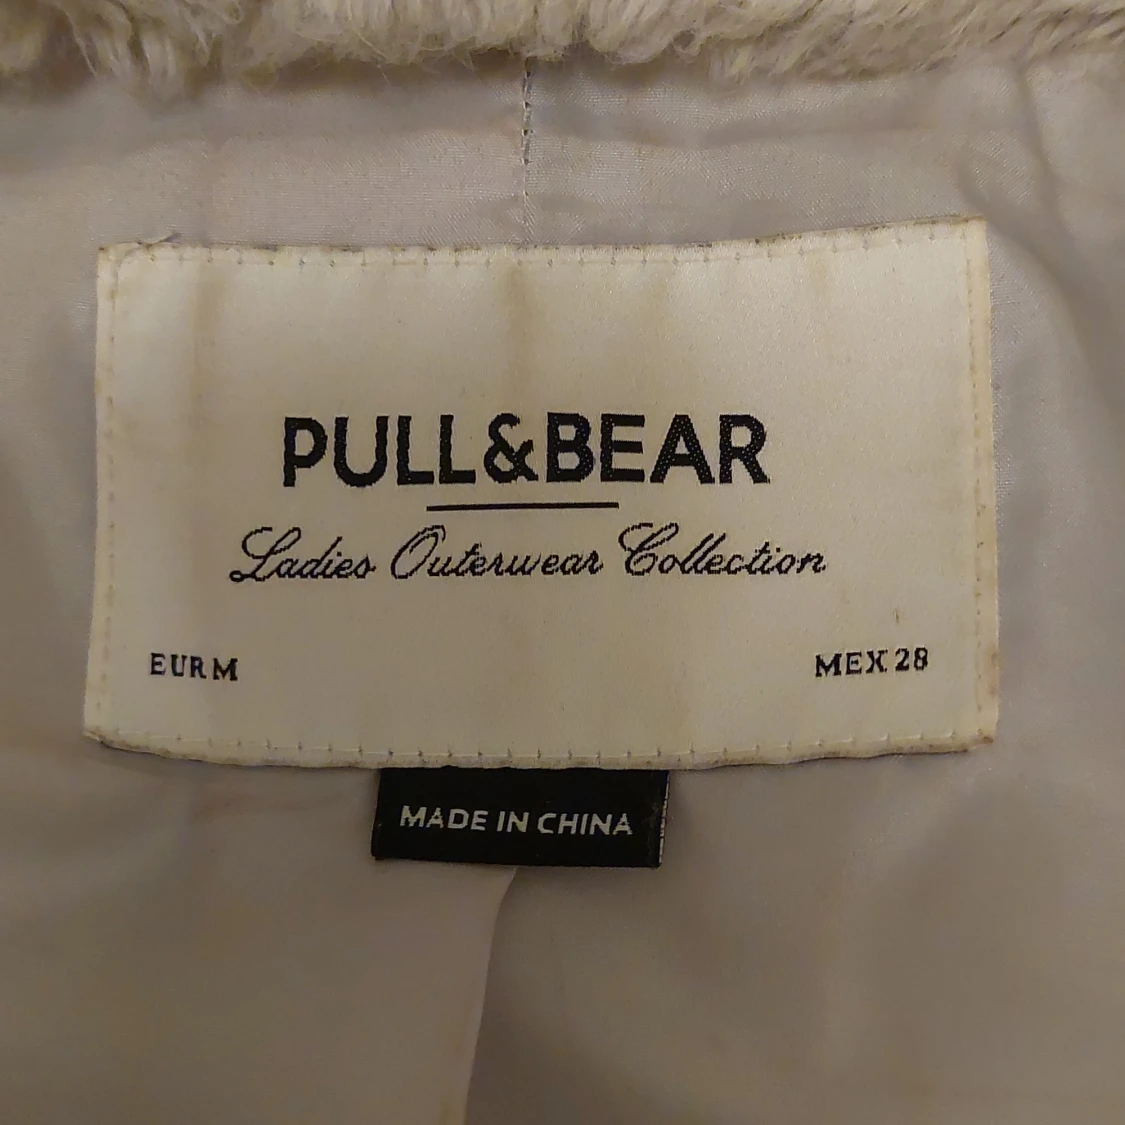 PULL&BEAR
Ladies Outerwear Collection
EUR M
MEX 28
MADE IN CHINA